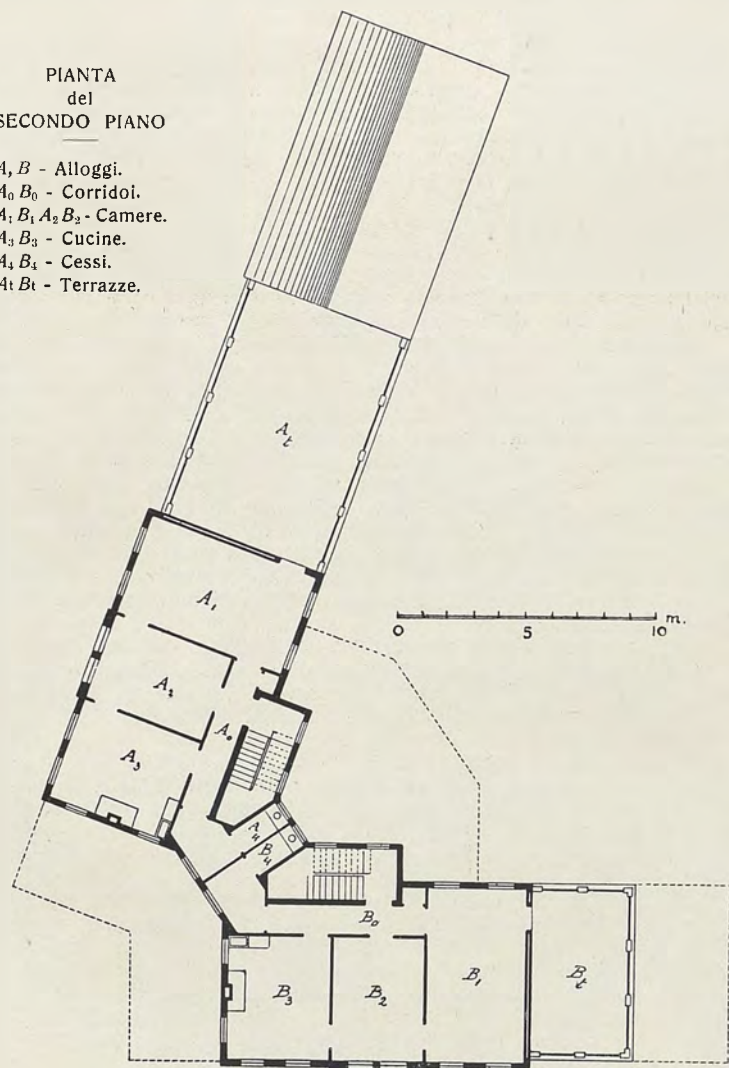 PIANTA
del
SECONDO PIANO
A, B - Alloggi.
A₀ B₀ - Corridoi.
A₁ B₁ A₂ B₂ - Camere.
A₃ B₃ - Cucine.
A₄ B₄ - Cessi.
At Bt - Terrazze.
At
A₁
0 5 10 m.
A₂
A₀
A₃
A₄
B₄
B₀
B₃ B₂ B₁ Bt